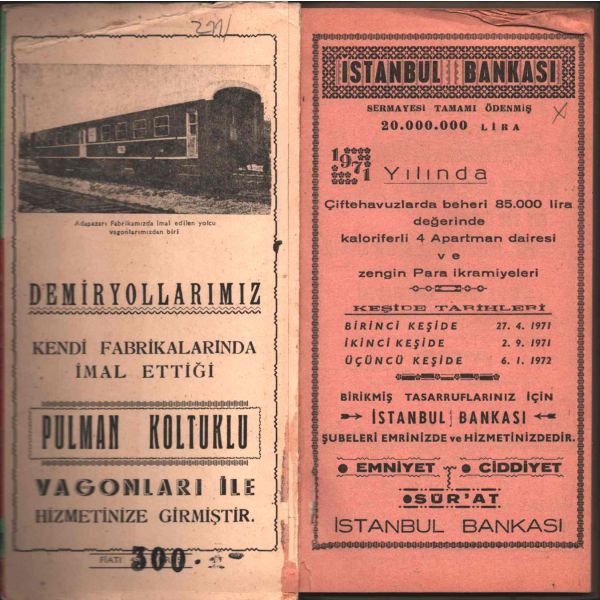 271
Adapazarı Fabrikamızda imal edilen yolcu
vagonlarımızdan biri
DEMİRYOLLARIMIZ
KENDİ FABRİKALARINDA
İMAL ETTİĞİ
PULMAN KOLTUKLU
VAGONLARI İLE
HİZMETİNİZE GİRMİŞTİR.
FİATI 300
İSTANBUL BANKASI
SERMAYESİ TAMAMI ÖDENMİŞ
20.000.000 LİRA
1971 Yılında
Çiftehavuzlarda beheri 85.000 lira
değerinde
kaloriferli 4 Apartman dairesi
ve
zengin Para ikramiyeleri
KEŞİDE TARİHLERİ
BİRİNCİ KEŞİDE 27. 4. 1971
İKİNCİ KEŞİDE 2. 9. 1971
ÜÇÜNCÜ KEŞİDE 6. 1. 1972
BİRİKMİŞ TASARRUFLARINIZ İÇİN
İSTANBUL BANKASI
ŞUBELERİ EMRİNİZDE ve HİZMETİNİZDEDİR.
EMNİYET CİDDİYET
SÜR'AT
İSTANBUL BANKASI